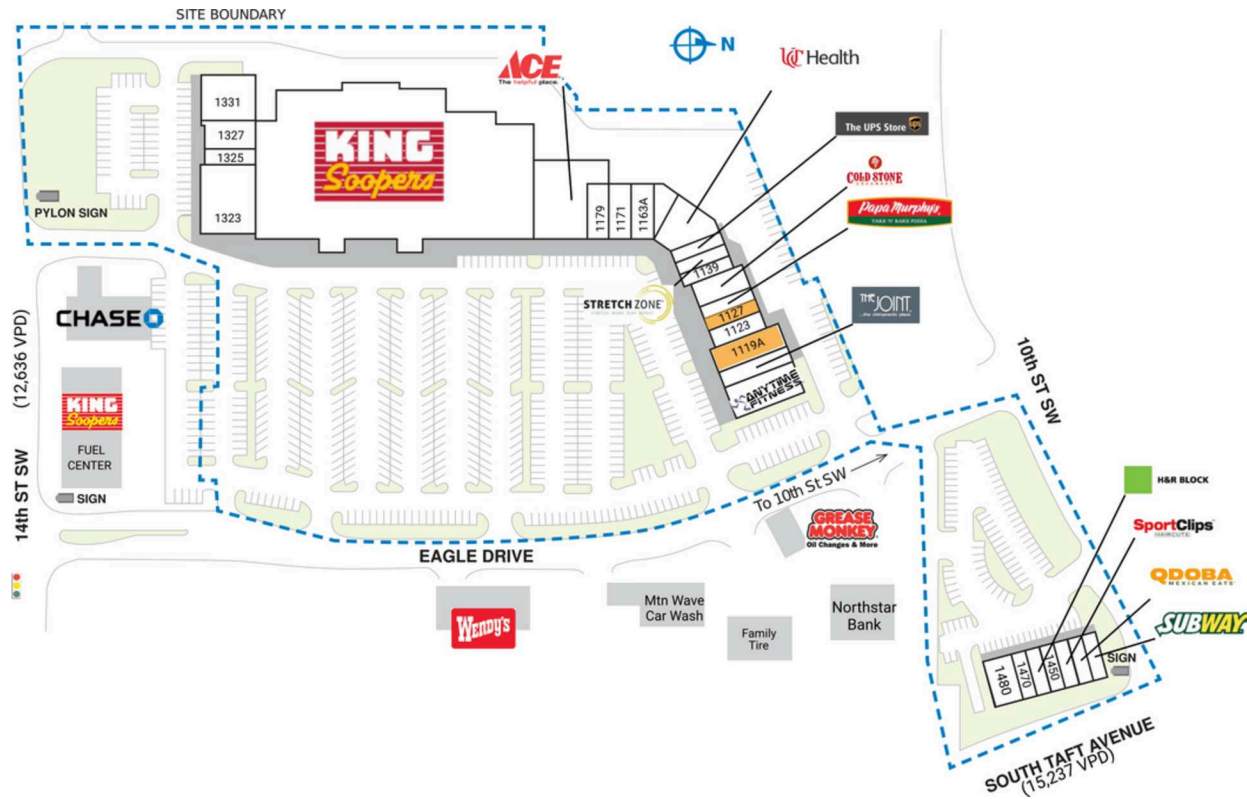 SITE BOUNDARY
N
ACE
The helpful place.
UCHealth
The UPS Store
ups
COLD STONE
CREAMERY
Papa Murphy's
TAKE 'N' BAKE PIZZA
1331
1327
1325
1323
KING
Soopers
1179
1171
1163A
1139
1127
1123
1119A
STRETCH ZONE
THE JOINT
...the chiropractic place
ANYTIME
FITNESS
PYLON SIGN
CHASE
KING
Soopers
FUEL
CENTER
SIGN
14th ST SW
(12,636 VPD)
10th ST SW
To 10th St SW
EAGLE DRIVE
GREASE
MONKEY
Oil Changes & More
WENDY'S
Mtn Wave
Car Wash
Family
Tire
Northstar
Bank
H&R BLOCK
SportClips
HAIRCUTS
QDOBA
MEXICAN EATS
SUBWAY
1480
1470
1450
SIGN
SOUTH TAFT AVENUE
(15,237 VPD)